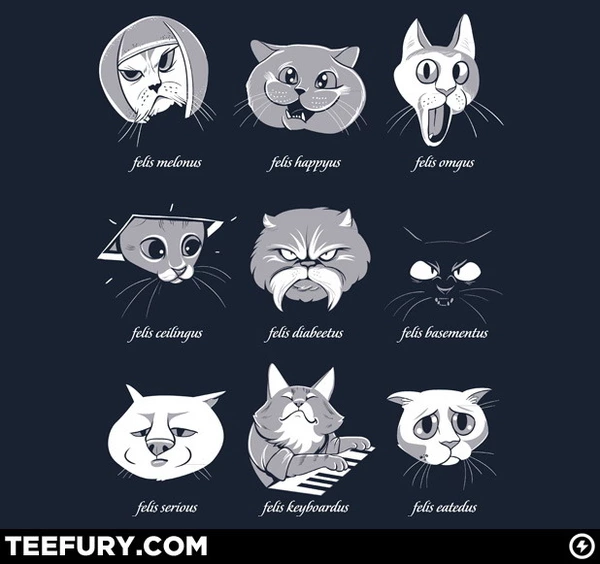 felis melonus
felis happyus
felis omgus
felis ceilingus
felis diabeetus
felis basementus
felis serious
felis keyboardus
felis eatedus
TEEFURY.COM